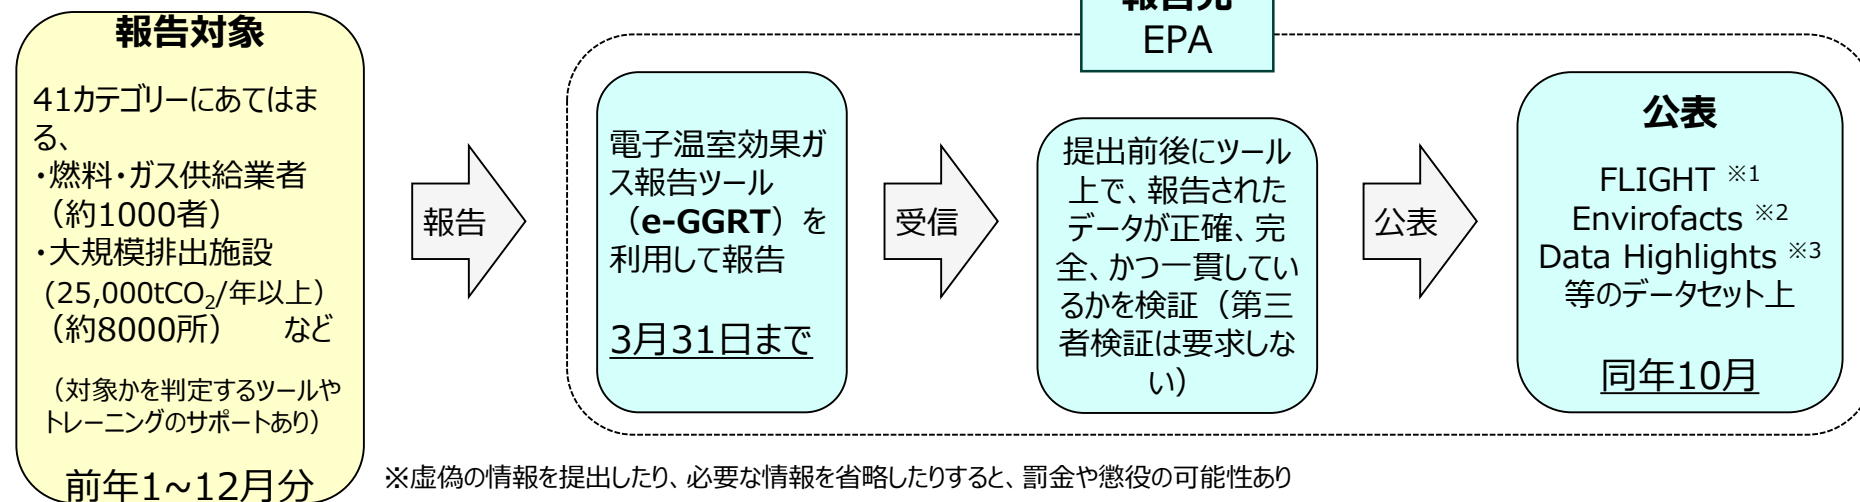 報告対象
41カテゴリーにあてはま
る、
・燃料・ガス供給業者
（約1000者）
・大規模排出施設
(25,000tCO₂/年以上）
（約8000所）　　など
（対象かを判定するツールや
トレーニングのサポートあり）
前年1~12月分
報告
報告先
EPA
電子温室効果ガ
ス報告ツール
（e-GGRT）を
利用して報告
3月31日まで
受信
提出前後にツール
上で、報告された
データが正確、完
全、かつ一貫してい
るかを検証（第三
者検証は要求しな
い）
公表
公表
FLIGHT ※1
Envirofacts ※2
Data Highlights ※3
等のデータセット上
同年10月
※虚偽の情報を提出したり、必要な情報を省略したりすると、罰金や懲役の可能性あり